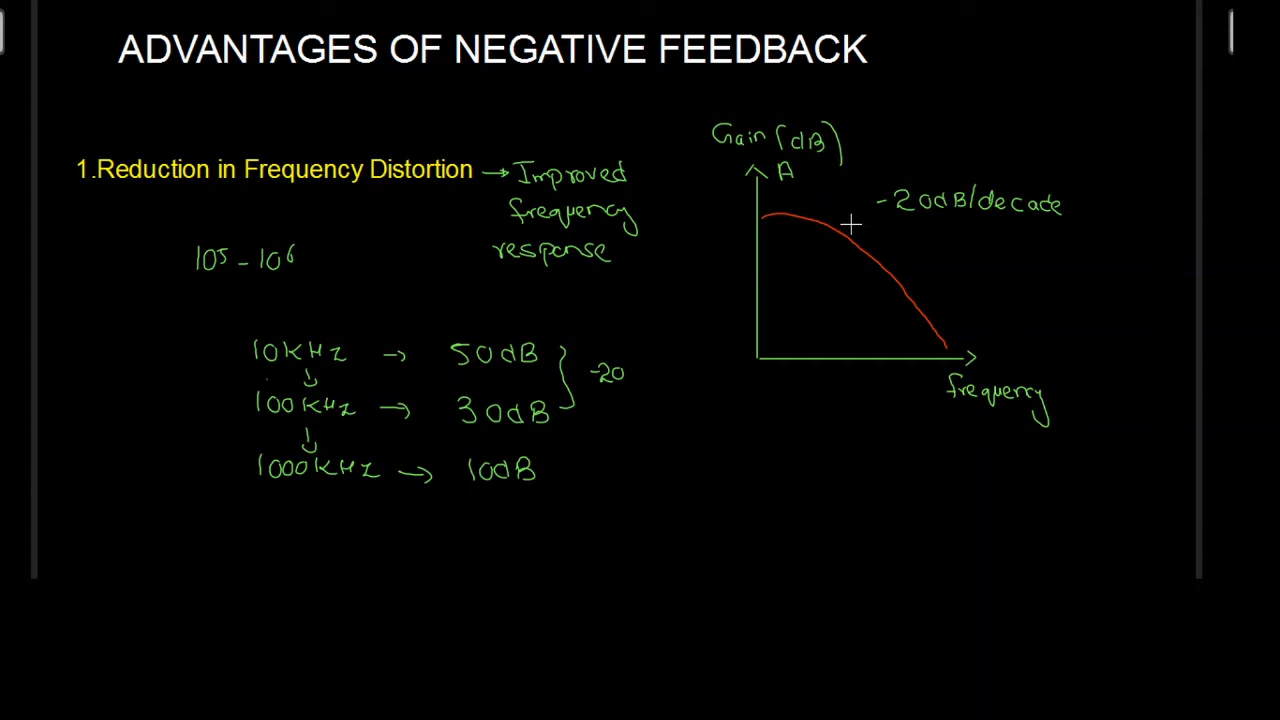 ADVANTAGES OF NEGATIVE FEEDBACK
1.Reduction in Frequency Distortion → Improved
frequency
response
10⁵ - 10⁶
10KHz → 50dB
100KHz → 30dB
-20
1000KHz → 10dB
Gain (dB)
A
-20dB/decade
frequency